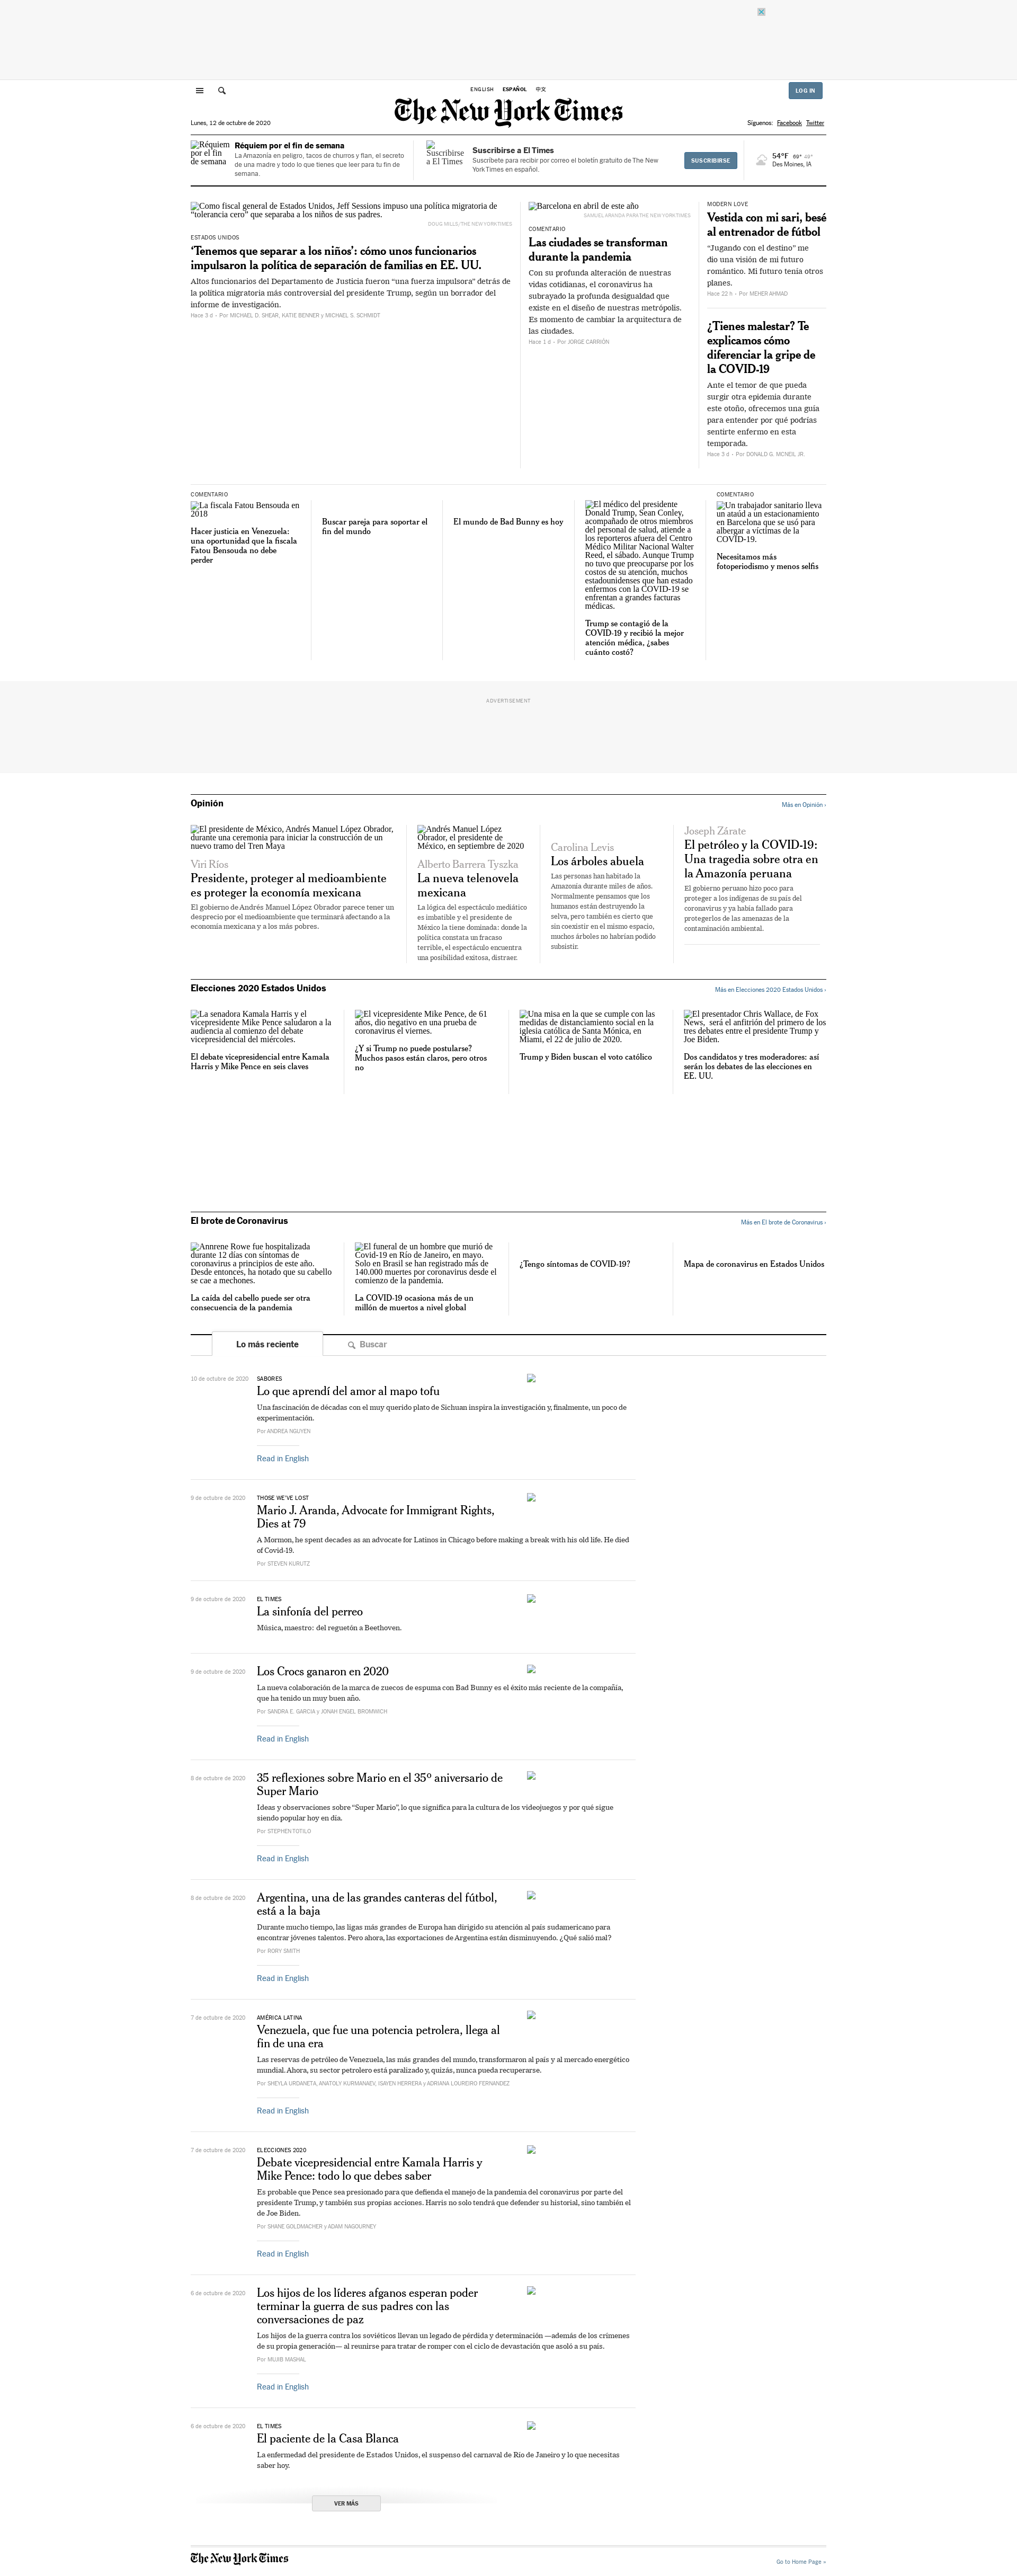 ENGLISH ESPAÑOL 中文
LOG IN
The New York Times
Lunes, 12 de octubre de 2020
Síguenos: Facebook Twitter
Réquiem por el fin de semana
Réquiem por el fin de semana
La Amazonía en peligro, tacos de churros y flan, el secreto
de una madre y todo lo que tienes que leer para tu fin de
semana.
Suscribirse a El Times
Suscribirse a El Times
Suscríbete para recibir por correo el boletín gratuito de The New
York Times en español.
SUSCRIBIRSE
54°F 69° 49°
Des Moines, IA
Como fiscal general de Estados Unidos, Jeff Sessions impuso una política migratoria de
"tolerancia cero" que separaba a los niños de sus padres.
DOUG MILLS/THE NEW YORK TIMES
ESTADOS UNIDOS
‘Tenemos que separar a los niños’: cómo unos funcionarios
impulsaron la política de separación de familias en EE. UU.
Altos funcionarios del Departamento de Justicia fueron “una fuerza impulsora” detrás de
la política migratoria más controversial del presidente Trump, según un borrador del
informe de investigación.
Hace 3 d - Por MICHAEL D. SHEAR, KATIE BENNER y MICHAEL S. SCHMIDT
Barcelona en abril de este año
SAMUEL ARANDA PARA THE NEW YORK TIMES
COMENTARIO
Las ciudades se transforman
durante la pandemia
Con su profunda alteración de nuestras
vidas cotidianas, el coronavirus ha
subrayado la profunda desigualdad que
existe en el diseño de nuestras metrópolis.
Es momento de cambiar la arquitectura de
las ciudades.
Hace 1 d - Por JORGE CARRIÓN
MODERN LOVE
Vestida con mi sari, besé
al entrenador de fútbol
“Jugando con el destino” me
dio una visión de mi futuro
romántico. Mi futuro tenía otros
planes.
Hace 22 h - Por MEHER AHMAD
¿Tienes malestar? Te
explicamos cómo
diferenciar la gripe de
la COVID-19
Ante el temor de que pueda
surgir otra epidemia durante
este otoño, ofrecemos una guía
para entender por qué podrías
sentirte enfermo en esta
temporada.
Hace 3 d - Por DONALD G. MCNEIL JR
COMENTARIO
La fiscala Fatou Bensouda en
2018
Hacer justicia en Venezuela:
una oportunidad que la fiscala
Fatou Bensouda no debe
perder
Buscar pareja para soportar el
fin del mundo
El mundo de Bad Bunny es hoy
El médico del presidente
Donald Trump, Sean Conley,
acompañado de otros miembros
del personal de salud, atiende a
los reporteros afuera del Centro
Médico Militar Nacional Walter
Reed, el sábado. Aunque Trump
no tuvo que preocuparse por los
costos de su atención, muchos
estadounidenses que han estado
enfermos con la COVID-19 se
enfrentan a grandes facturas
médicas.
Trump se contagió de la
COVID-19 y recibió la mejor
atención médica, ¿sabes
cuánto costó?
COMENTARIO
Un trabajador sanitario lleva
un ataúd a un estacionamiento
en Barcelona que se usó para
albergar a víctimas de la
COVID-19.
Necesitamos más
fotoperiodismo y menos selfis
ADVERTISEMENT
Opinión
Más en Opinión ›
El presidente de México, Andrés Manuel López Obrador,
durante una ceremonia para iniciar la construcción de un
nuevo tramo del Tren Maya
Viri Ríos
Presidente, proteger al medioambiente
es proteger la economía mexicana
El gobierno de Andrés Manuel López Obrador parece tener un
desprecio por el medioambiente que terminará afectando a la
economía mexicana y a los más pobres.
Andrés Manuel López
Obrador, el presidente de
México, en septiembre de 2020
Alberto Barrera Tyszka
La nueva telenovela
mexicana
La lógica del espectáculo mediático
es imbatible y el presidente de
México la tiene dominada: donde la
política constata un fracaso
terrible, el espectáculo encuentra
una posibilidad exitosa, distraer.
Carolina Levis
Los árboles abuela
Las personas han habitado la
Amazonía durante miles de años.
Normalmente pensamos que los
humanos están destruyendo la
selva, pero también es cierto que
sin coexistir en el mismo espacio,
muchos árboles no habrían podido
subsistir.
Joseph Zárate
El petróleo y la COVID-19:
Una tragedia sobre otra en
la Amazonía peruana
El gobierno peruano hizo poco para
proteger a los indígenas de su país del
coronavirus y ya había fallado para
protegerlos de las amenazas de la
contaminación ambiental.
Elecciones 2020 Estados Unidos
Más en Elecciones 2020 Estados Unidos ›
La senadora Kamala Harris y el
vicepresidente Mike Pence saludaron a la
audiencia al comienzo del debate
vicepresidencial del miércoles.
El debate vicepresidencial entre Kamala
Harris y Mike Pence en seis claves
El vicepresidente Mike Pence, de 61
años, dio negativo en una prueba de
coronavirus el viernes.
¿Y si Trump no puede postularse?
Muchos pasos están claros, pero otros
no
Una misa en la que se cumple con las
medidas de distanciamiento social en la
iglesia católica de Santa Mónica, en
Miami, el 22 de julio de 2020.
Trump y Biden buscan el voto católico
El presentador Chris Wallace, de Fox
News, será el anfitrión del primero de los
tres debates entre el presidente Trump y
Joe Biden.
Dos candidatos y tres moderadores: así
serán los debates de las elecciones en
EE. UU.
El brote de Coronavirus
Más en El brote de Coronavirus ›
Annrene Rowe fue hospitalizada
durante 12 días con síntomas de
coronavirus a principios de este año.
Desde entonces, ha notado que su cabello
se cae a mechones.
La caída del cabello puede ser otra
consecuencia de la pandemia
El funeral de un hombre que murió de
Covid-19 en Río de Janeiro, en mayo.
Solo en Brasil se han registrado más de
140.000 muertes por coronavirus desde el
comienzo de la pandemia.
La COVID-19 ocasiona más de un
millón de muertos a nivel global
¿Tengo síntomas de COVID-19?
Mapa de coronavirus en Estados Unidos
Lo más reciente
Buscar
10 de octubre de 2020
SABORES
Lo que aprendí del amor al mapo tofu
Una fascinación de décadas con el muy querido plato de Sichuan inspira la investigación y, finalmente, un poco de
experimentación.
Por ANDREA NGUYEN
Read in English
9 de octubre de 2020
THOSE WE'VE LOST
Mario J. Aranda, Advocate for Immigrant Rights,
Dies at 79
A Mormon, he spent decades as an advocate for Latinos in Chicago before making a break with his old life. He died
of Covid-19.
Por STEVEN KURUTZ
9 de octubre de 2020
EL TIMES
La sinfonía del perreo
Música, maestro: del reguetón a Beethoven.
9 de octubre de 2020
Los Crocs ganaron en 2020
La nueva colaboración de la marca de zuecos de espuma con Bad Bunny es el éxito más reciente de la compañía,
que ha tenido un muy buen año.
Por SANDRA E. GARCIA y JONAH ENGEL BROMWICH
Read in English
8 de octubre de 2020
35 reflexiones sobre Mario en el 35º aniversario de
Super Mario
Ideas y observaciones sobre “Super Mario”, lo que significa para la cultura de videojuegos y por qué sigue
siendo popular hoy en día.
Por STEPHEN TOTILO
Read in English
8 de octubre de 2020
Argentina, una de las grandes canteras del fútbol,
está a la baja
Durante mucho tiempo, las ligas más grandes de Europa han dirigido su atención al país sudamericano para
encontrar jóvenes talentos. Pero ahora, las exportaciones de Argentina están disminuyendo. ¿Qué salió mal?
Por RORY SMITH
Read in English
7 de octubre de 2020
AMÉRICA LATINA
Venezuela, que fue una potencia petrolera, llega al
fin de una era
Las reservas de petróleo de Venezuela, las más grandes del mundo, transformaron al país y al mercado energético
mundial. Ahora, su sector petrolero está paralizado y, quizás, nunca pueda recuperarse.
Por SHEYLA URDANETA, ANATOLY KURMANAEV, ISAYEN HERRERA y ADRIANA LOUREIRO FERNANDEZ
Read in English
7 de octubre de 2020
ELECCIONES 2020
Debate vicepresidencial entre Kamala Harris y
Mike Pence: todo lo que debes saber
Es probable que Pence sea presionado para que defienda el manejo de la pandemia del coronavirus por parte del
presidente Trump, y también sus propias acciones. Harris no solo tendrá que defender su historial, sino también el
de Joe Biden.
Por SHANE GOLDMACHER y ADAM NAGOURNEY
Read in English
6 de octubre de 2020
Los hijos de los líderes afganos esperan poder
terminar la guerra de sus padres con las
conversaciones de paz
Los hijos de la guerra contra los soviéticos llevan un legado de pérdida y determinación —además de los crímenes
de su propia generación— al reunirse para tratar de romper con el ciclo de devastación que asoló a su país.
Por MUJIB MASHAL
Read in English
6 de octubre de 2020
EL TIMES
El paciente de la Casa Blanca
La enfermedad del presidente de Estados Unidos, el suspenso del carnaval de Río de Janeiro y lo que necesitas
saber hoy.
VER MÁS
The New York Times
Go to Home Page »